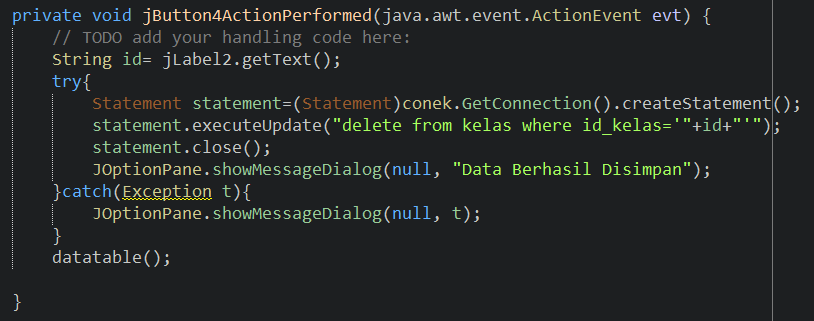 private void jButton4ActionPerformed(java.awt.event.ActionEvent evt) {
// TODO add your handling code here:
String id= jLabel2.getText();
try{
Statement statement=(Statement)conek.GetConnection().createStatement();
statement.executeUpdate("delete from kelas where id_kelas='"+id+"'");
statement.close();
JOptionPane.showMessageDialog(null, "Data Berhasil Disimpan");
}catch(Exception t){
JOptionPane.showMessageDialog(null, t);
}
datatable();
}